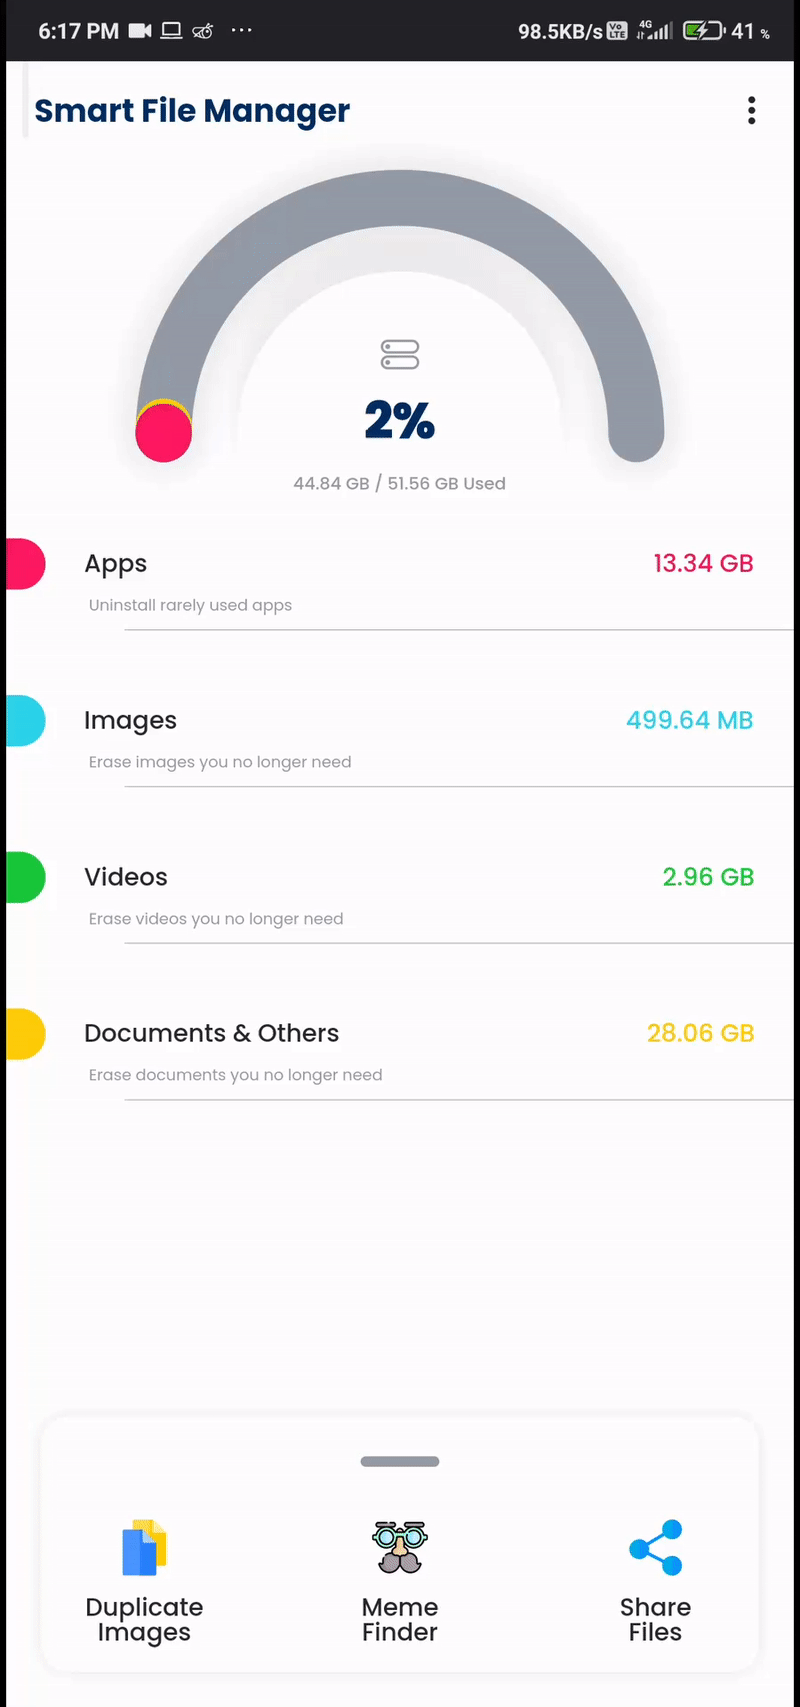 6:17 PM ··· 98.5KB/s Vo LTE 4G 41 %
Smart File Manager
2%
44.84 GB / 51.56 GB Used
Apps 13.34 GB
Uninstall rarely used apps
Images 499.64 MB
Erase images you no longer need
Videos 2.96 GB
Erase videos you no longer need
Documents & Others 28.06 GB
Erase documents you no longer need
Duplicate
Images
Meme
Finder
Share
Files